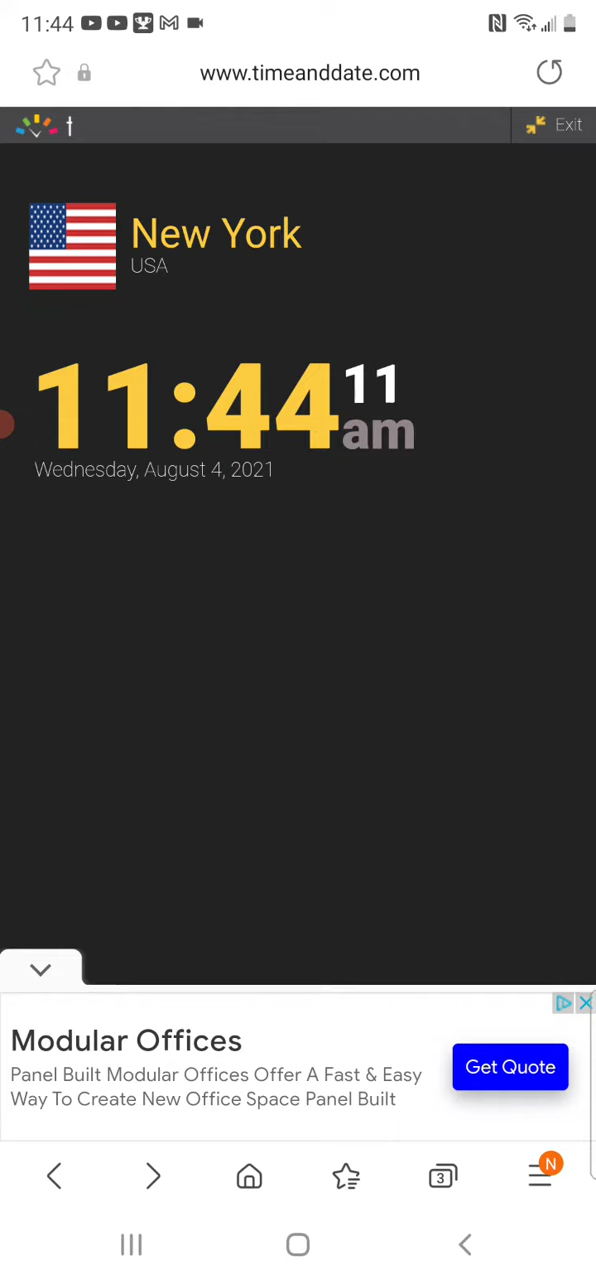 11:44
www.timeanddate.com
t
Exit
New York
USA
11:44 11 am
Wednesday, August 4, 2021
Modular Offices
Panel Built Modular Offices Offer A Fast & Easy
Way To Create New Office Space Panel Built
Get Quote
3
N